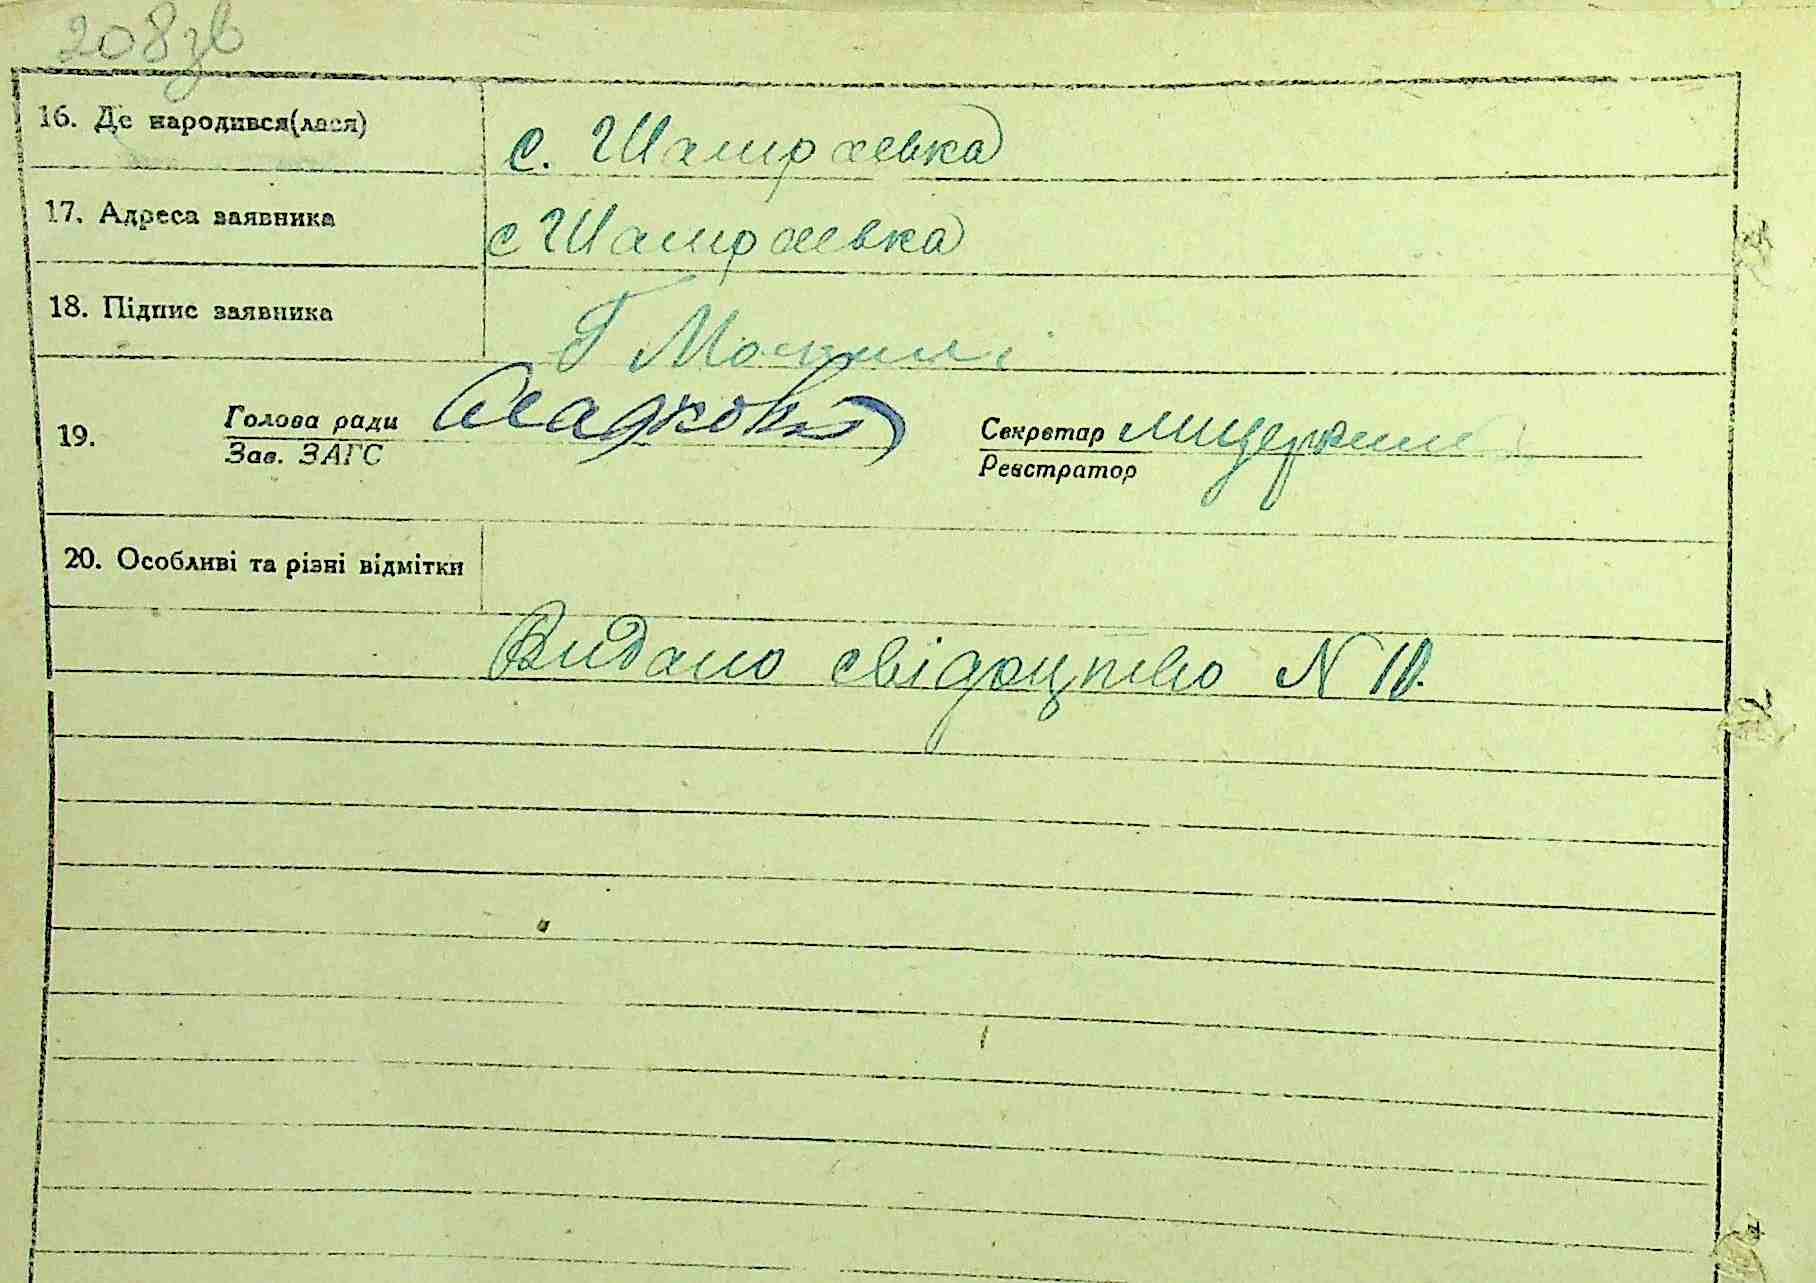 208зв
16. Де народився(лася) с. Шамраевка
17. Адреса заявника с Шамраевка
18. Підпис заявника Г
19. Голова ради Секретар
Зав. ЗАГС Реєстратор
20. Особливі та різні відмітки
Видано свідоцтво N 10.